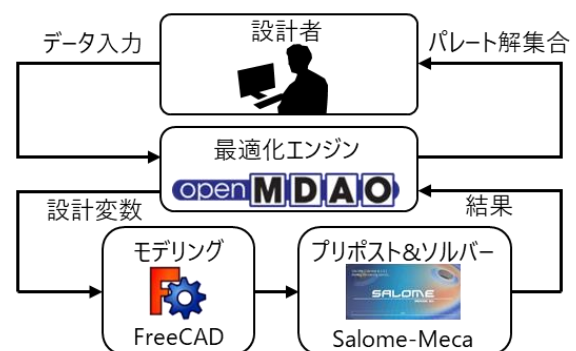 設計者
データ入力
パレート解集合
最適化エンジン
open MDAO
設計変数
結果
モデリング
FreeCAD
プリポスト&ソルバー
SALOME
Salome-Meca